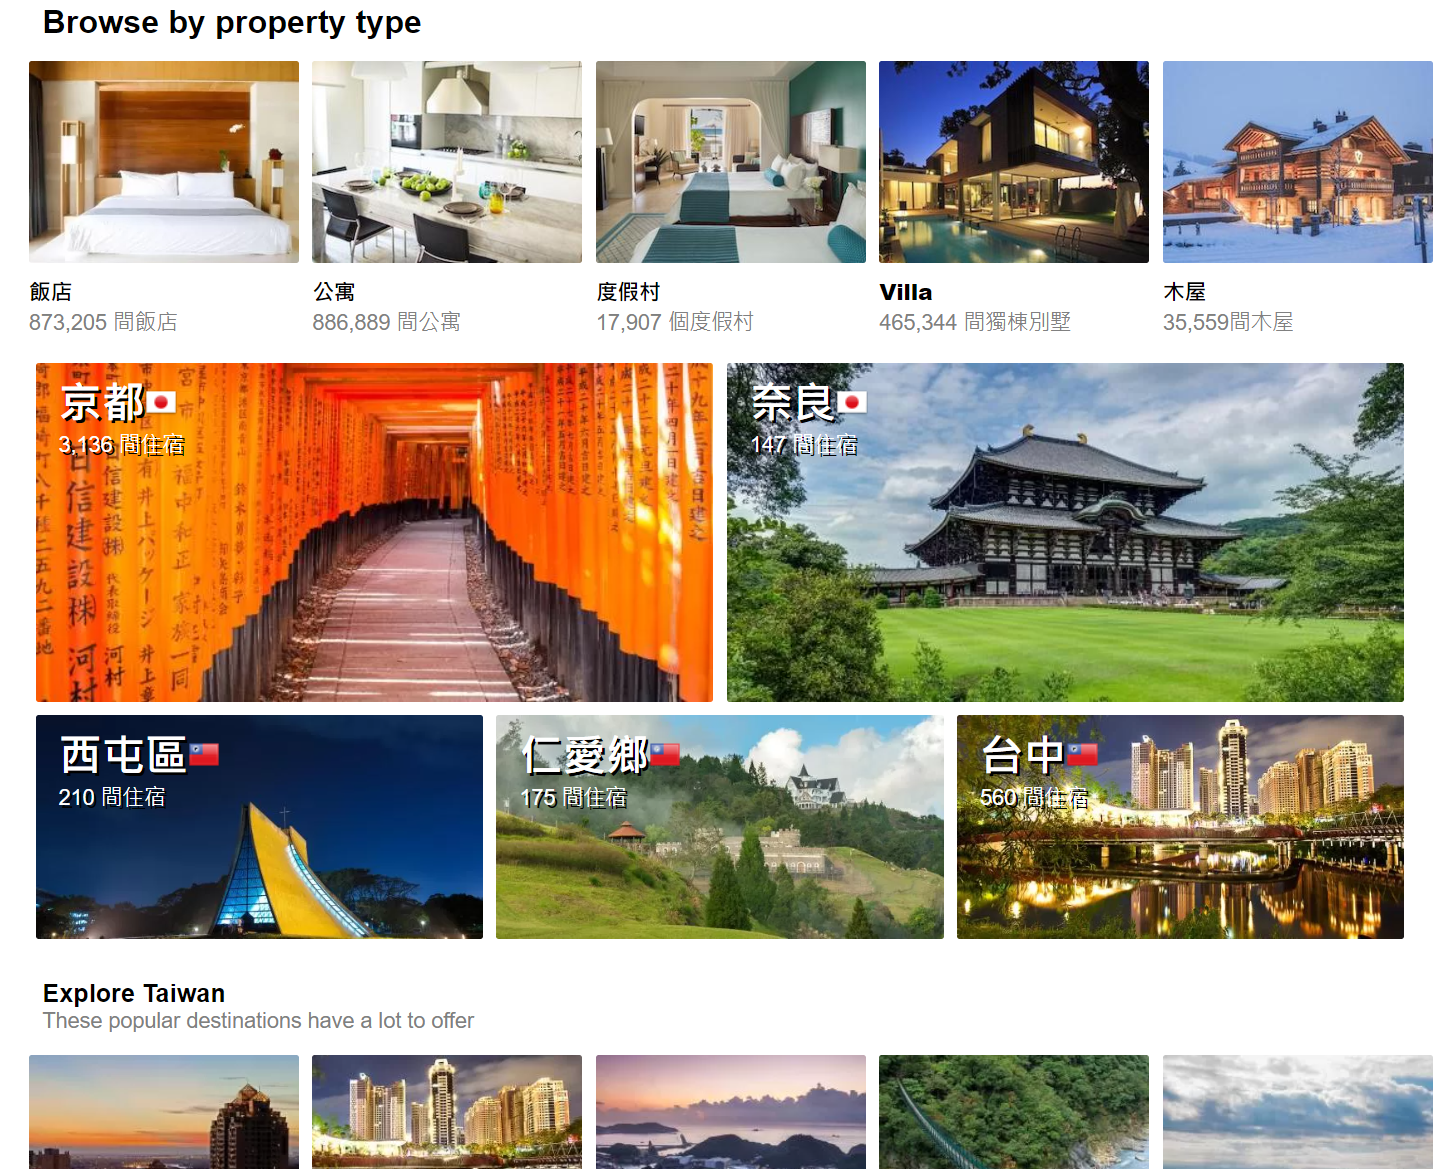 Browse by property type
飯店
873,205 間飯店
公寓
886,889 間公寓
度假村
17,907 個度假村
Villa
465,344 間獨棟別墅
木屋
35,559間木屋
京都
3,136 間住宿
奈良
147 間住宿
西屯區
210 間住宿
仁愛鄉
175 間住宿
台中
560 間住宿
Explore Taiwan
These popular destinations have a lot to offer